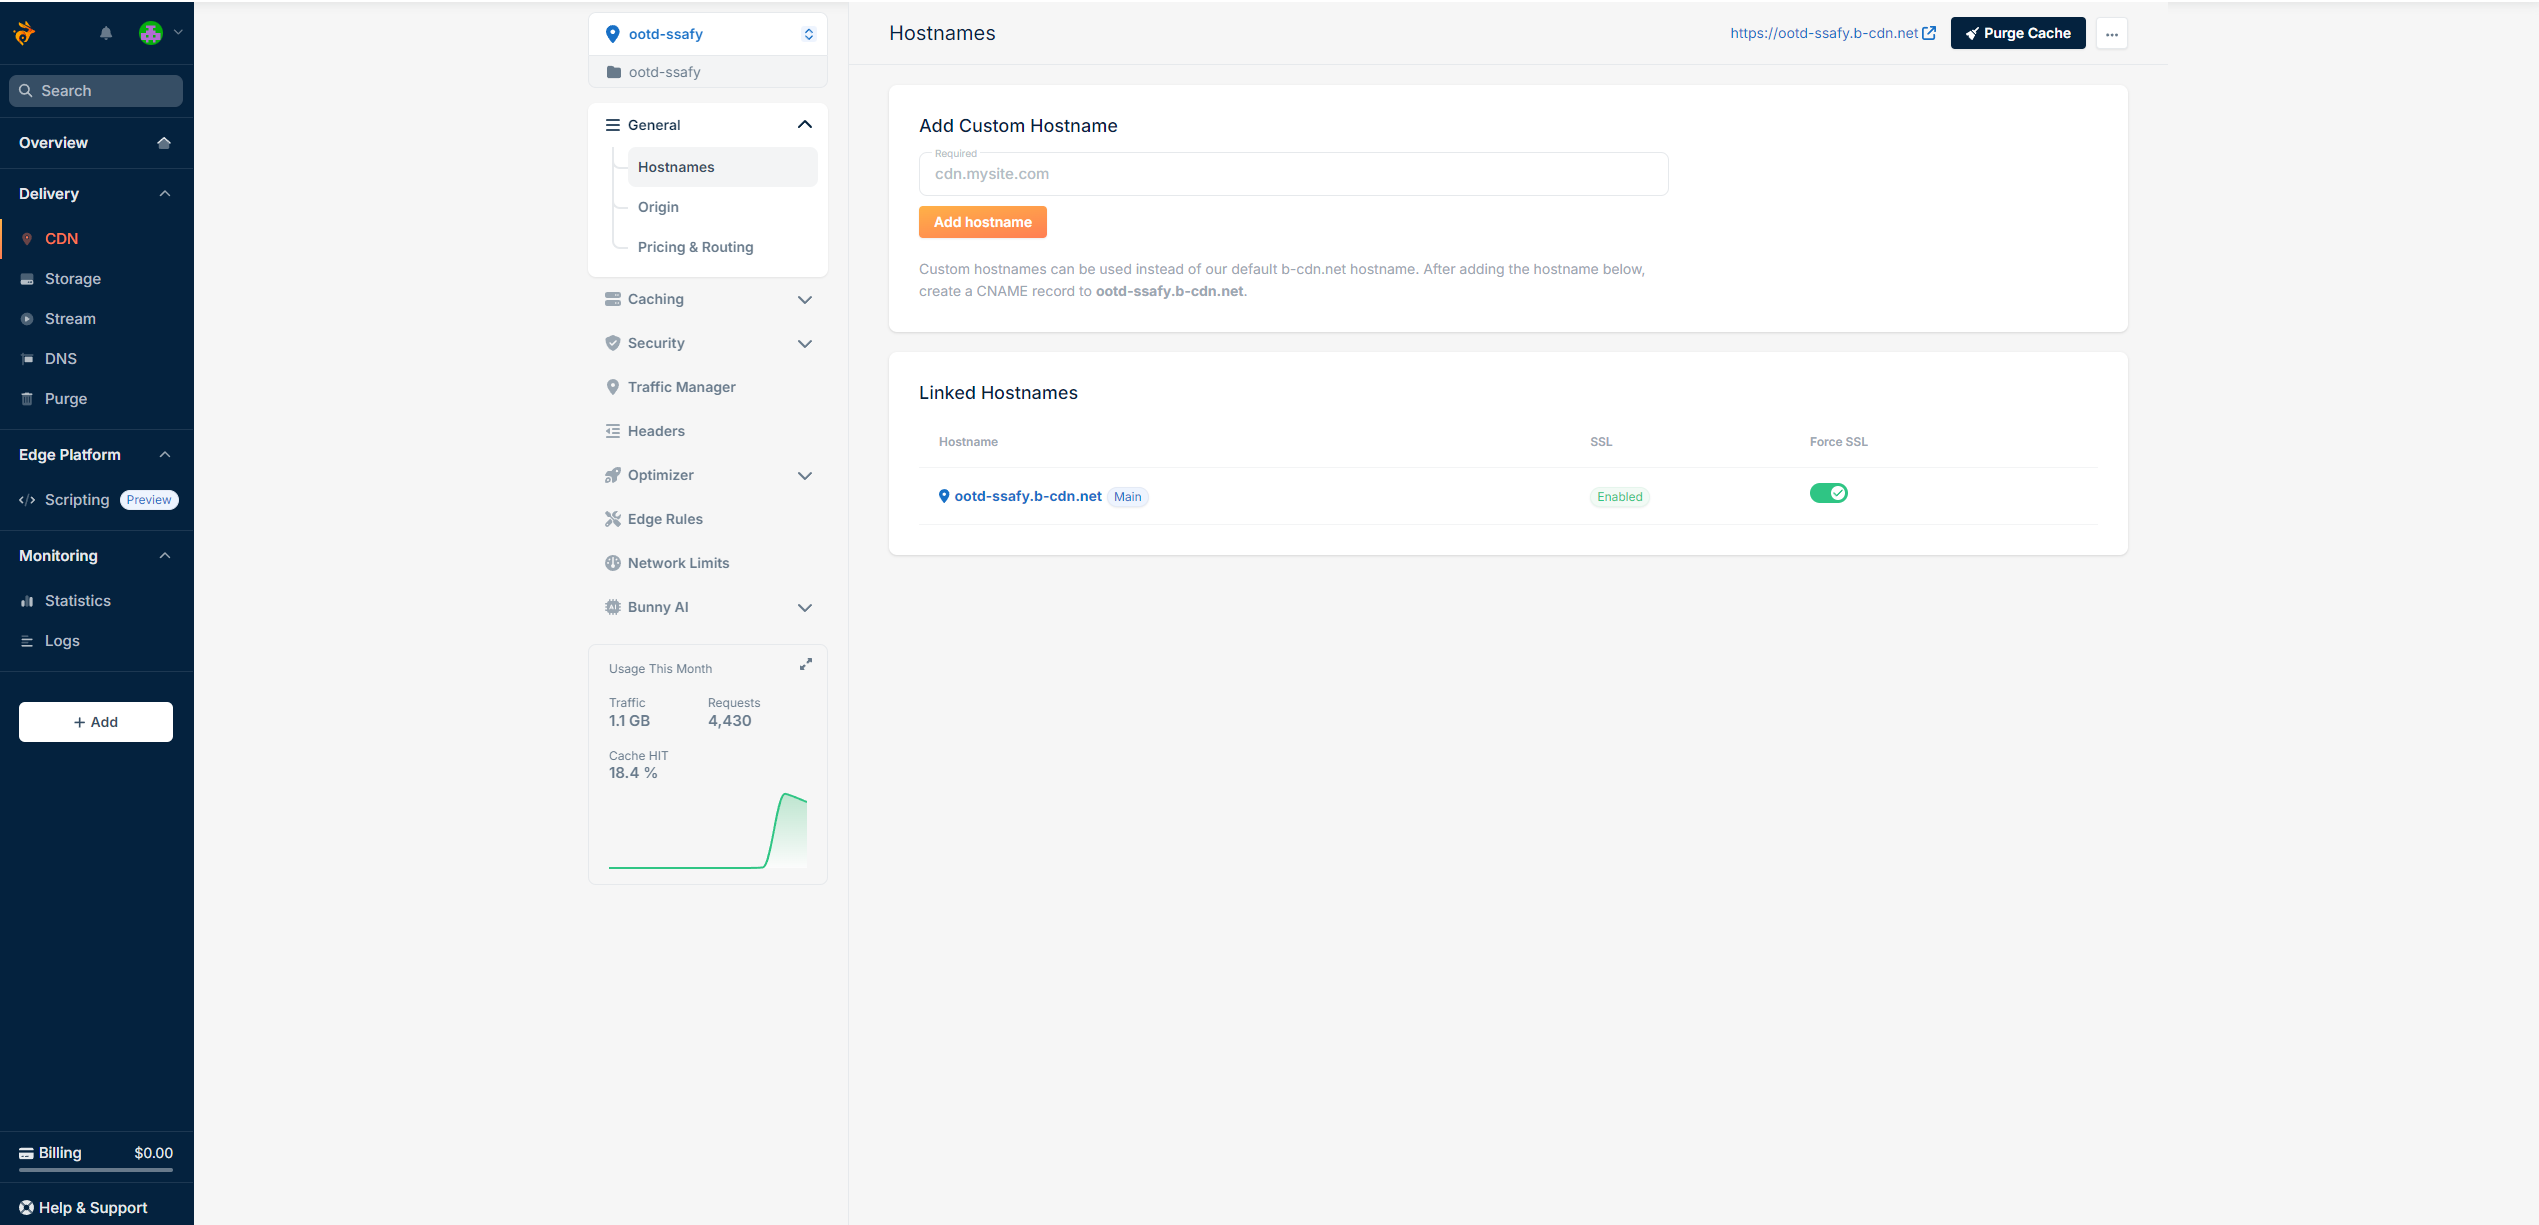 Search
Overview
Delivery
CDN
Storage
Stream
DNS
Purge
Edge Platform
Scripting Preview
Monitoring
Statistics
Logs
+ Add
Billing $0.00
Help & Support
ootd-ssafy
ootd-ssafy
General
Hostnames
Origin
Pricing & Routing
Caching
Security
Traffic Manager
Headers
Optimizer
Edge Rules
Network Limits
Bunny AI
Usage This Month
Traffic Requests
1.1 GB 4,430
Cache HIT
18.4 %
Hostnames
https://ootd-ssafy.b-cdn.net
Purge Cache
...
Add Custom Hostname
Required
cdn.mysite.com
Add hostname
Custom hostnames can be used instead of our default b-cdn.net hostname. After adding the hostname below,
create a CNAME record to ootd-ssafy.b-cdn.net.
Linked Hostnames
Hostname SSL Force SSL
ootd-ssafy.b-cdn.net Main Enabled